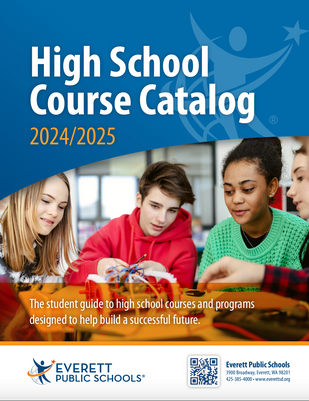 High School
Course Catalog
2024/2025
®
The student guide to high school courses and programs
designed to help build a successful future.
EVERETT
PUBLIC SCHOOLS®
Everett Public Schools
3900 Broadway, Everett, WA 98201
425-385-4000 • www.everettsd.org